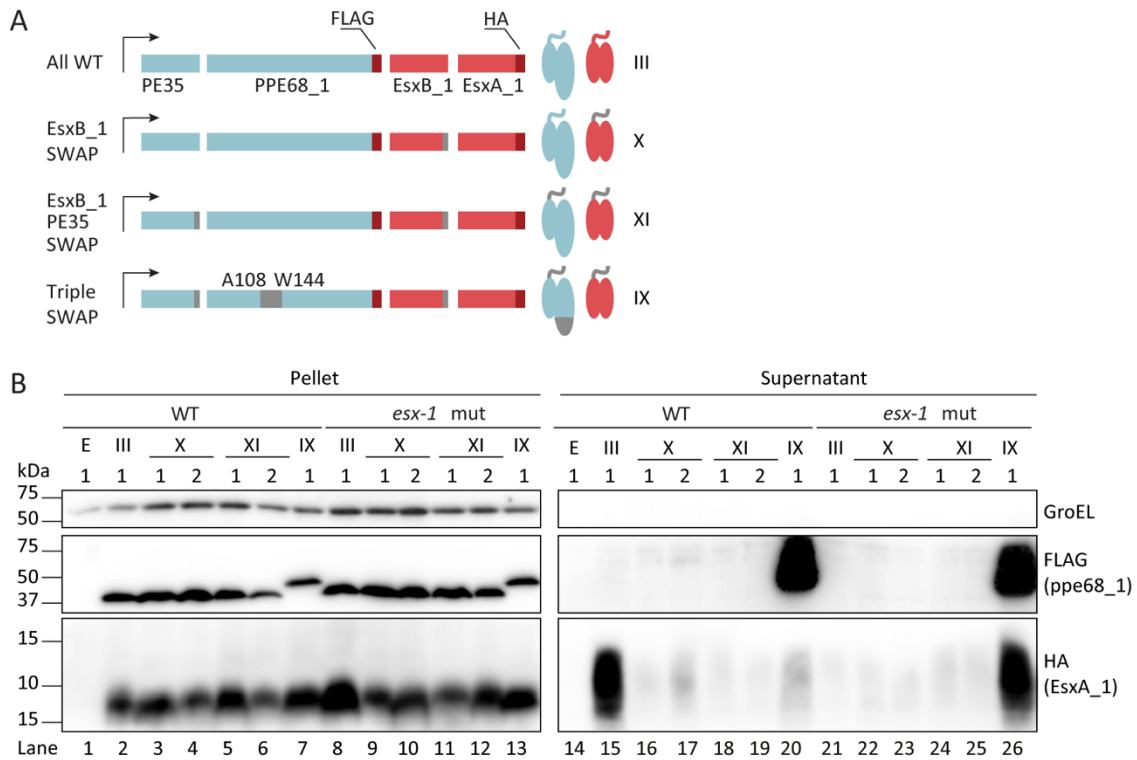 A
FLAG HA
All WT III
PE35 PPE68_1 EsxB_1 EsxA_1
EsxB_1
SWAP X
EsxB_1
PE35
SWAP XI
A108 W144
Triple
SWAP IX
B Pellet Supernatant
WT esx-1 mut WT esx-1 mut
E III X XI IX III X XI IX E III X XI IX III X XI IX
kDa 1 1 1 2 1 2 1 1 1 2 1 2 1 1 1 1 2 1 2 1 1 1 2 1 2 1
75
50 GroEL
75
50 FLAG
37 (ppe68_1)
15
10 HA
(EsxA_1)
15
Lane 1 2 3 4 5 6 7 8 9 10 11 12 13 14 15 16 17 18 19 20 21 22 23 24 25 26